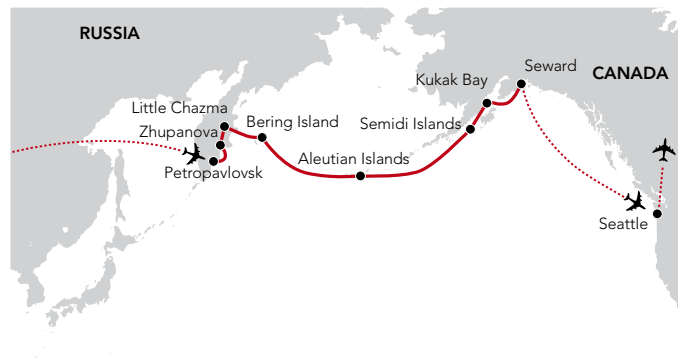 RUSSIA
Seward
CANADA
Kukak Bay
Little Chazma
Bering Island
Semidi Islands
Zhupanova
Aleutian Islands
Petropavlovsk
Seattle